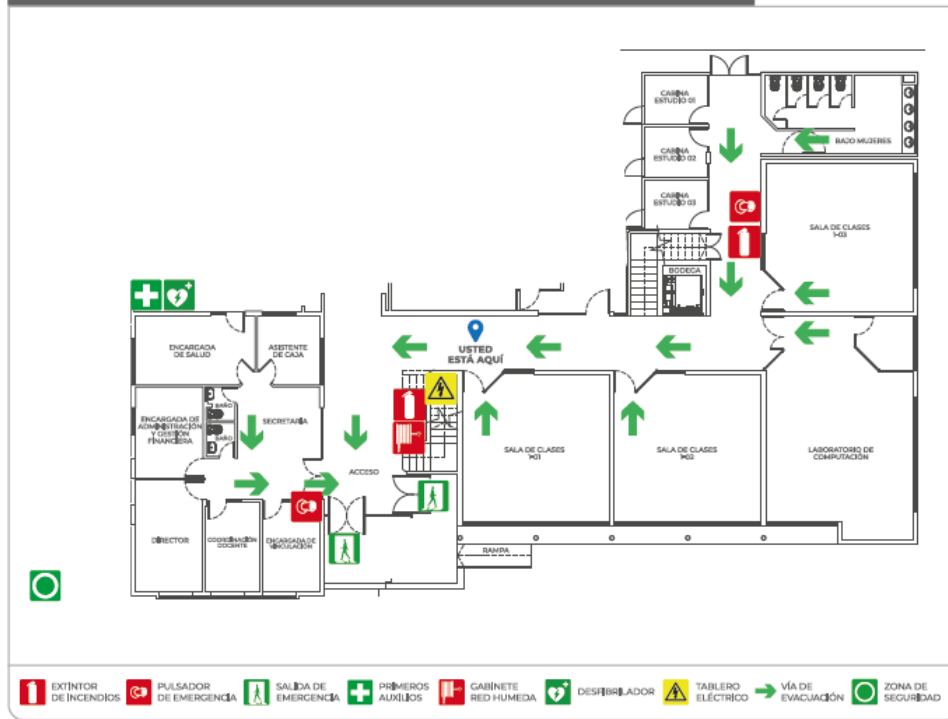 CABINA
ESTUDIO 01
CABINA
ESTUDIO 02
CABINA
ESTUDIO 03
BAJO MUJERES
SALA DE CLASES
1-03
BODEGA
ENCARGADA
DE SALUD
ASISTENTE
DE CAJA
USTED
ESTÁ AQUÍ
ENCARGADA DE
ADMINISTRACIÓN
Y GESTIÓN
FINANCIERA
BAÑO
BAÑO
SECRETARÍA
ACCESO
SALA DE CLASES
1-01
SALA DE CLASES
1-02
LABORATORIO DE
COMPUTACIÓN
DIRECTOR
COORDINACIÓN
DOCENTE
ENCARGADA DE
VINCULACIÓN
RAMPA
EXTINTOR
DE INCENDIOS
PULSADOR
DE EMERGENCIA
SALIDA DE
EMERGENCIA
PRIMEROS
AUXILIOS
GABINETE
RED HUMEDA
DESFIBRILADOR
TABLERO
ELÉCTRICO
VÍA DE
EVACUACIÓN
ZONA DE
SEGURIDAD